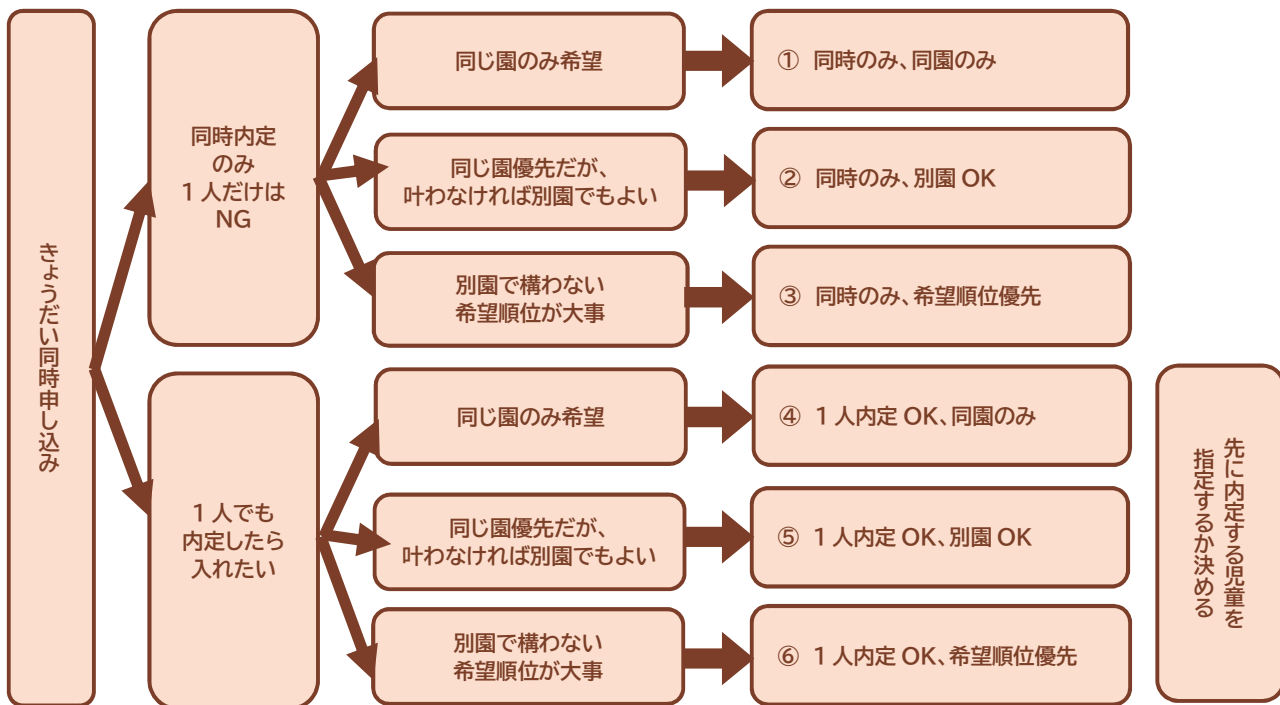 きょうだい同時申し込み
同時内定
のみ
1人だけは
NG
同じ園のみ希望
① 同時のみ、同園のみ
同じ園優先だが、
叶わなければ別園でもよい
② 同時のみ、別園 OK
別園で構わない
希望順位が大事
③ 同時のみ、希望順位優先
1人でも
内定したら
入れたい
同じ園のみ希望
④ 1人内定 OK、同園のみ
同じ園優先だが、
叶わなければ別園でもよい
⑤ 1人内定 OK、別園 OK
別園で構わない
希望順位が大事
⑥ 1人内定 OK、希望順位優先
先に内定する児童を
指定するか決める